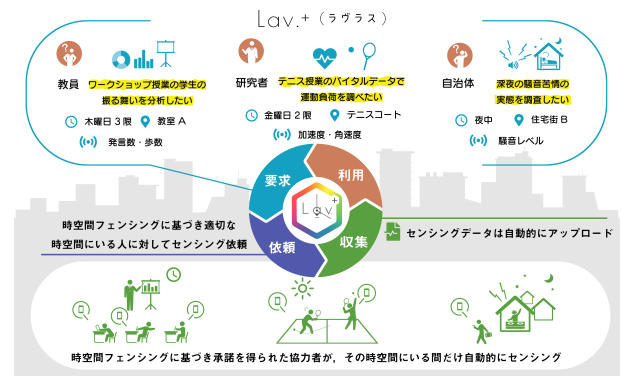 Lav.+（ラヴラス）
教員
ワークショップ授業の学生の
振る舞いを分析したい
木曜日3限 教室A
発言数・歩数
研究者
テニス授業のバイタルデータで
運動負荷を調べたい
金曜日2限 テニスコート
加速度・角速度
自治体
深夜の騒音苦情の
実態を調査したい
夜中 住宅街B
騒音レベル
要求
利用
Lav+
依頼
収集
時空間フェンシングに基づき適切な
時空間にいる人に対してセンシング依頼
センシングデータは自動的にアップロード
時空間フェンシングに基づき承諾を得られた協力者が，その時空間にいる間だけ自動的にセンシング